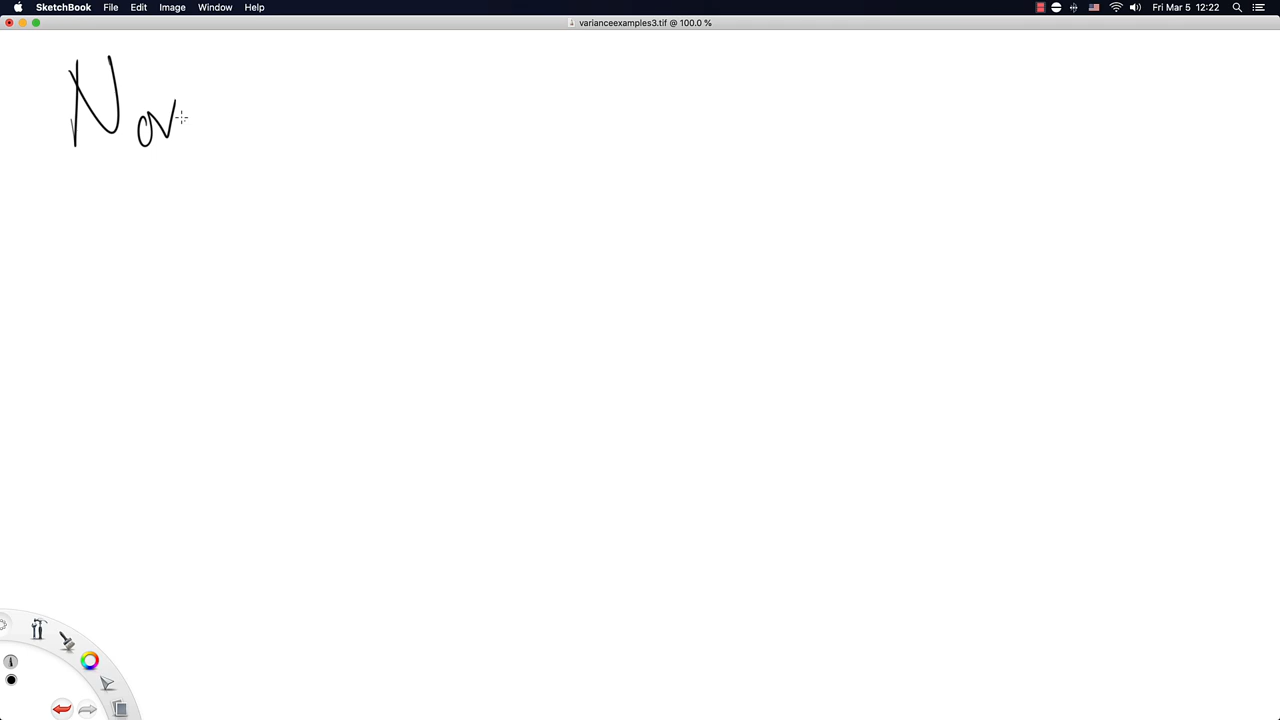 SketchBook File Edit Image Window Help Fri Mar 5 12:22
varianceexamples3.tif @ 100.0 %
Nov